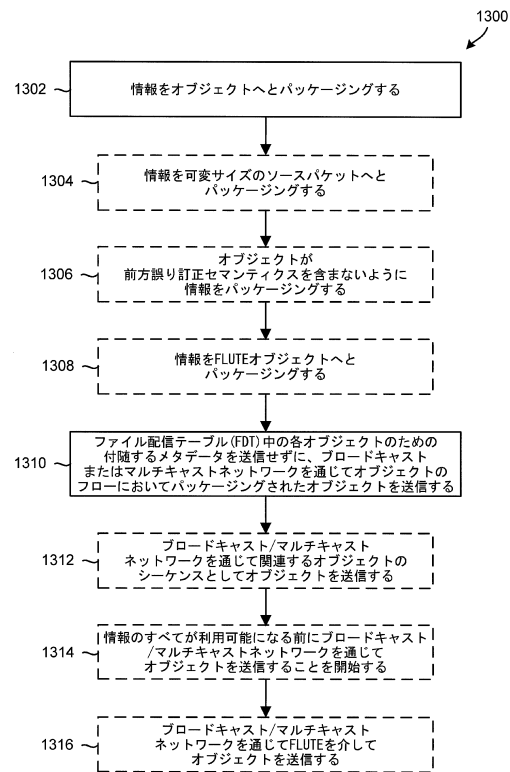 1300
1302
情報をオブジェクトへとパッケージングする
1304
情報を可変サイズのソースパケットへと
パッケージングする
1306
オブジェクトが
前方誤り訂正セマンティクスを含まないように
情報をパッケージングする
1308
情報をFLUTEオブジェクトへと
パッケージングする
1310
ファイル配信テーブル(FDT)中の各オブジェクトのための
付随するメタデータを送信せずに、ブロードキャスト
またはマルチキャストネットワークを通じてオブジェクトの
フローにおいてパッケージングされたオブジェクトを送信する
1312
ブロードキャスト/マルチキャスト
ネットワークを通じて関連するオブジェクトの
シーケンスとしてオブジェクトを送信する
1314
情報のすべてが利用可能になる前にブロードキャスト
/マルチキャストネットワークを通じて
オブジェクトを送信することを開始する
1316
ブロードキャスト/マルチキャスト
ネットワークを通じてFLUTEを介して
オブジェクトを送信する